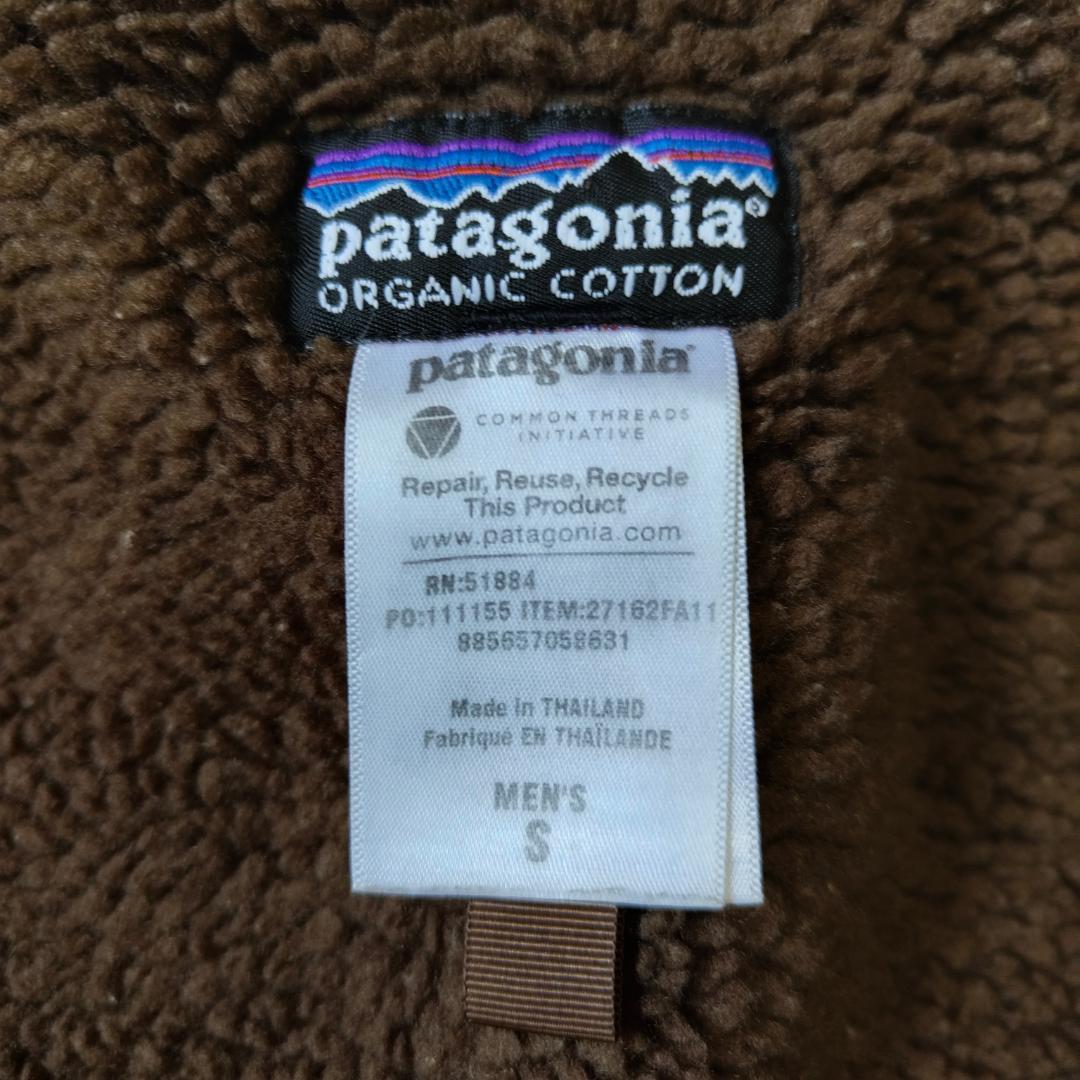 patagonia®
ORGANIC COTTON
patagonia®
COMMON THREADS
INITIATIVE
Repair, Reuse, Recycle
This Product
www.patagonia.com
RN:51884
PO:111155 ITEM:27162FA11
885657058631
Made in THAILAND
Fabriqué EN THAÏLANDE
MEN'S
S